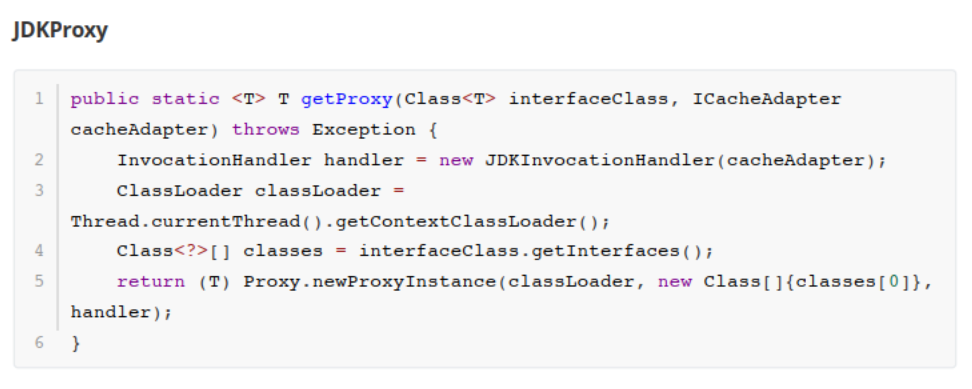 JDKProxy
1 public static <T> T getProxy(Class<T> interfaceClass, ICacheAdapter
cacheAdapter) throws Exception {
2     InvocationHandler handler = new JDKInvocationHandler(cacheAdapter);
3     ClassLoader classLoader =
Thread.currentThread().getContextClassLoader();
4     Class<?>[] classes = interfaceClass.getInterfaces();
5     return (T) Proxy.newProxyInstance(classLoader, new Class[]{classes[0]},
handler);
6 }